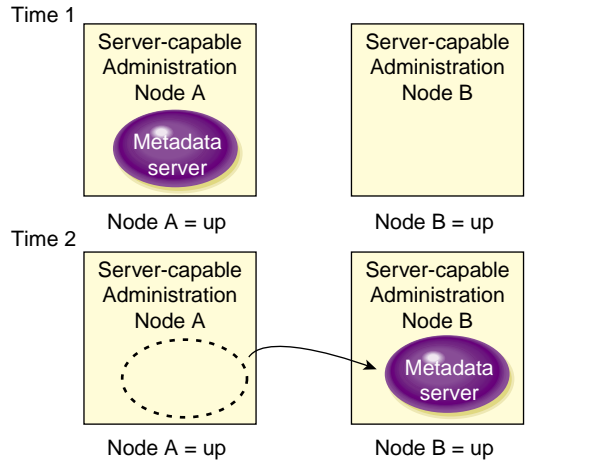 Time 1
Server-capable
Administration
Node A
Metadata
server
Server-capable
Administration
Node B
Node A = up
Node B = up
Time 2
Server-capable
Administration
Node A
Server-capable
Administration
Node B
Metadata
server
Node A = up
Node B = up